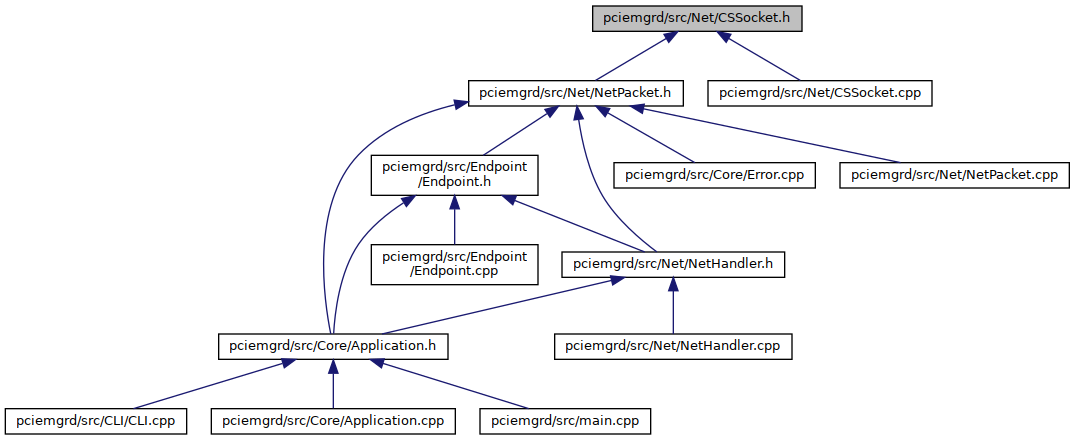 pciemgrd/src/Net/CSSocket.h
pciemgrd/src/Net/NetPacket.h
pciemgrd/src/Net/CSSocket.cpp
pciemgrd/src/Endpoint
/Endpoint.h
pciemgrd/src/Core/Error.cpp
pciemgrd/src/Net/NetPacket.cpp
pciemgrd/src/Endpoint
/Endpoint.cpp
pciemgrd/src/Net/NetHandler.h
pciemgrd/src/Core/Application.h
pciemgrd/src/Net/NetHandler.cpp
pciemgrd/src/CLI/CLI.cpp
pciemgrd/src/Core/Application.cpp
pciemgrd/src/main.cpp